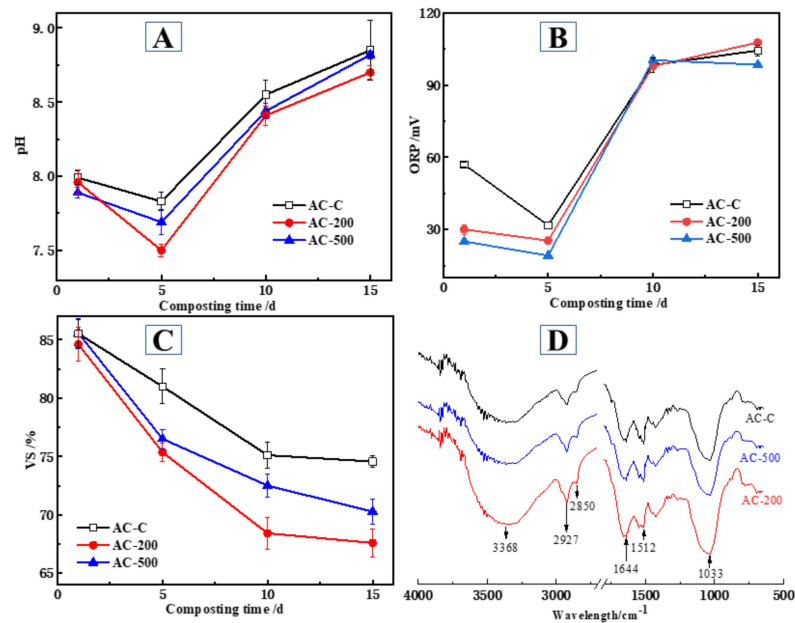 A
9.0
8.5
8.0
7.5
pH
AC-C
AC-200
AC-500
0
5
10
15
Composting time /d
B
120
90
60
30
ORP /mV
AC-C
AC-200
AC-500
0
5
10
15
Composting time /d
C
85
80
75
70
65
VS /%
AC-C
AC-200
AC-500
0
5
10
15
Composting time /d
D
AC-C
AC-500
AC-200
2850
3368
2927
1644
1512
1033
4000
3500
3000
1500
1000
500
Wavelength/cm-1